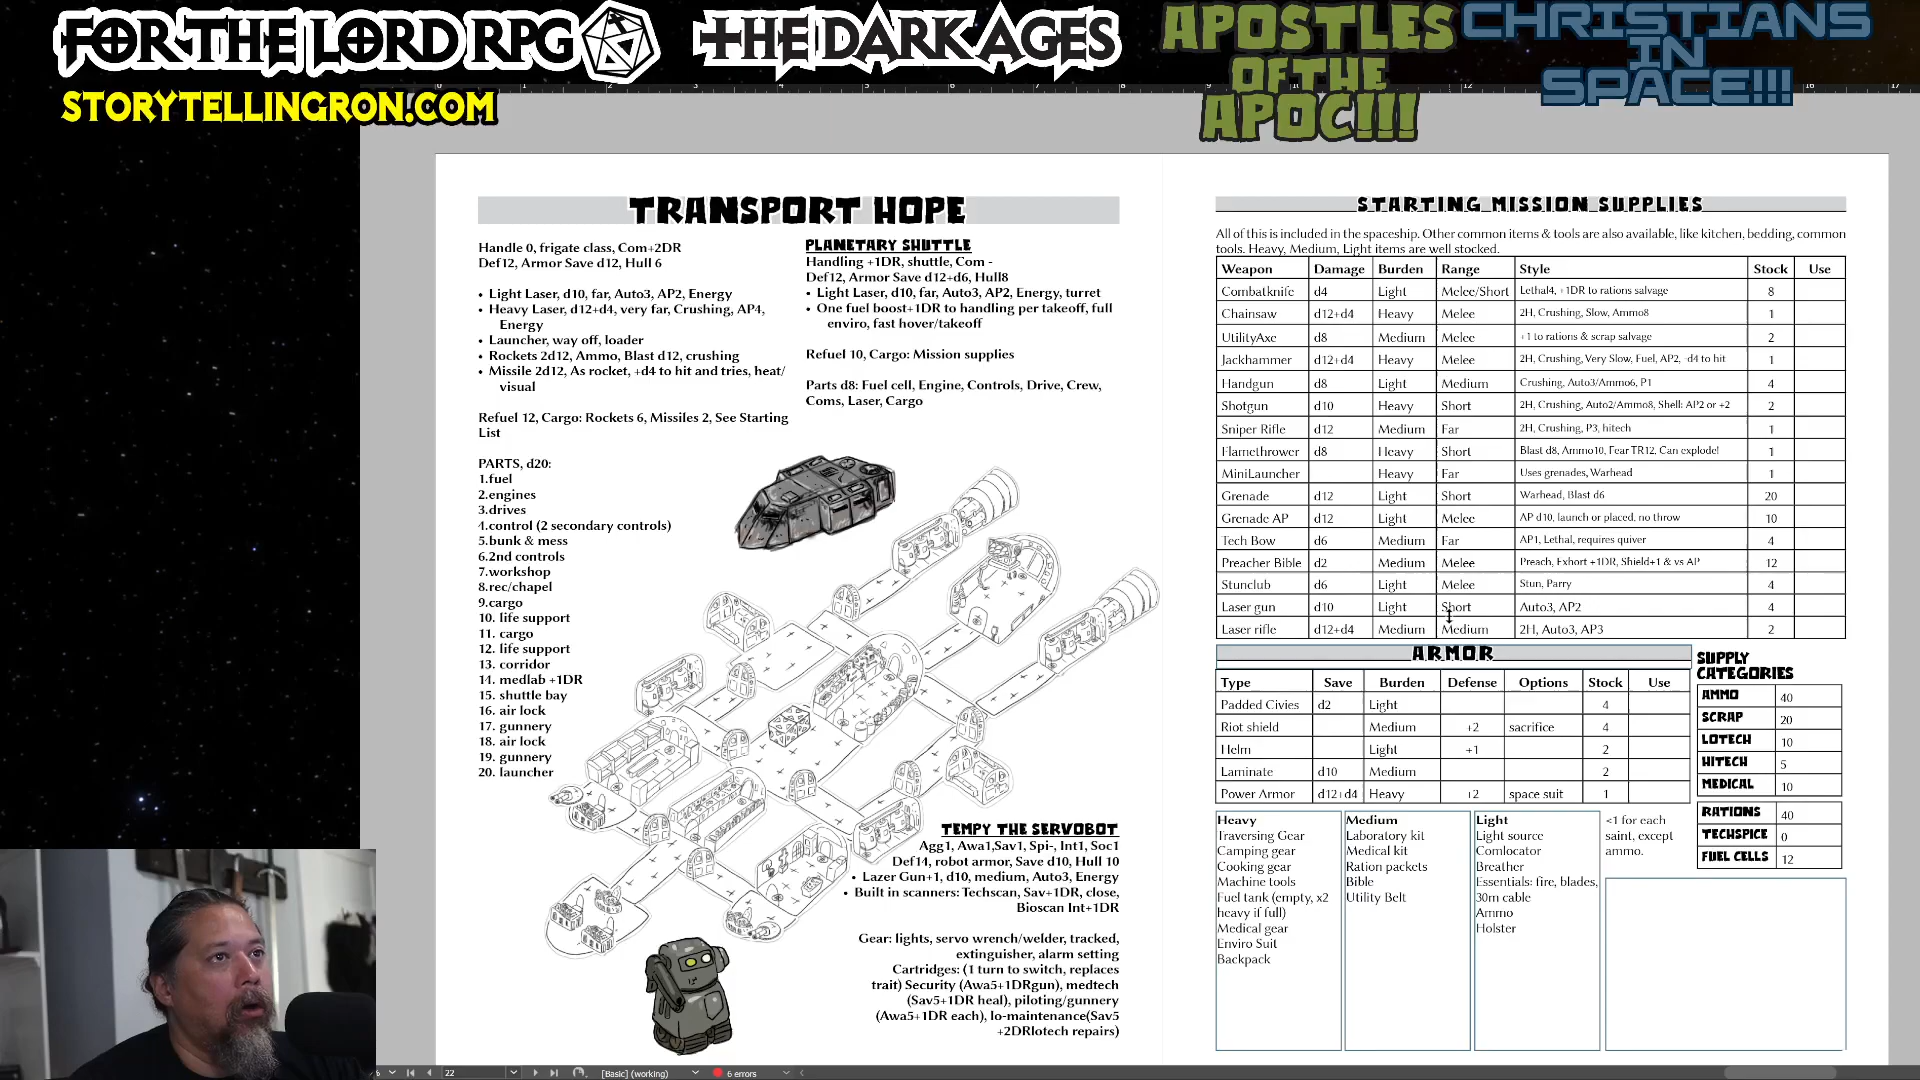 FOR THE LORD RPG
THE DARK AGES
APOSTLES
OF THE
APOC!!!
CHRISTIANS
IN
SPACE!!!
STORYTELLINGRON.COM
TRANSPORT HOPE
Handle 0, frigate class, Com+2DR
Def12, Armor Save d12, Hull 6
• Light Laser, d10, far, Auto3, AP2, Energy
• Heavy Laser, d12+d4, very far, Crushing, AP4,
Energy
• Launcher, way off, loader
• Rockets 2d12, Ammo, Blast d12, crushing
• Missile 2d12, As rocket, +d4 to hit and tries, heat/
visual
Refuel 12, Cargo: Rockets 6, Missiles 2, See Starting
List
PARTS, d20:
1.fuel
2.engines
3.drives
4.control (2 secondary controls)
5.bunk & mess
6.2nd controls
7.workshop
8.rec/chapel
9.cargo
10. life support
11. cargo
12. life support
13. corridor
14. medlab +1DR
15. shuttle bay
16. air lock
17. gunnery
18. air lock
19. gunnery
20. launcher
PLANETARY SHUTTLE
Handling +1DR, shuttle, Com -
Def12, Armor Save d12+d6, Hull8
• Light Laser, d10, far, Auto3, AP2, Energy, turret
• One fuel boost+1DR to handling per takeoff, full
enviro, fast hover/takeoff
Refuel 10, Cargo: Mission supplies
Parts d8: Fuel cell, Engine, Controls, Drive, Crew,
Coms, Laser, Cargo
TEMPY THE SERVOBOT
Agg1, Awa1,Sav1, Spi-, Int1, Soc1
Def14, robot armor, Save d10, Hull 10
• Lazer Gun+1, d10, medium, Auto3, Energy
• Built in scanners: Techscan, Sav+1DR, close,
Bioscan Int+1DR
Gear: lights, servo wrench/welder, tracked,
extinguisher, alarm setting
Cartridges: (1 turn to switch, replaces
trait) Security (Awa5+1DRgun), medtech
(Sav5+1DR heal), piloting/gunnery
(Awa5+1DR each), lo-maintenance(Sav5
+2DRlotech repairs)
STARTING MISSION SUPPLIES
All of this is included in the spaceship. Other common items & tools are also available, like kitchen, bedding, common
tools. Heavy, Medium, Light items are well stocked.
Weapon Damage Burden Range Style Stock Use
Combatknife d4 Light Melee/Short Lethal4, +1DR to rations salvage 8
Chainsaw d12+d4 Heavy Melee 2H, Crushing, Slow, Ammo8 1
UtilityAxe d8 Medium Melee +1 to rations & scrap salvage 2
Jackhammer d12+d4 Heavy Melee 2H, Crushing,Very Slow, Fuel, AP2, -d4 to hit 1
Handgun d8 Light Medium Crushing, Auto3/Ammo6, P1 4
Shotgun d10 Heavy Short 2H, Crushing, Auto2/Ammo8, Shell: AP2 or +2 2
Sniper Rifle d12 Medium Far 2H, Crushing, P3, hitech 1
Flamethrower d8 Heavy Short Blast d8, Ammo10, Fear TR12, Can explode! 1
MiniLauncher Heavy Far Uses grenades, Warhead 1
Grenade d12 Light Short Warhead, Blast d6 20
Grenade AP d12 Light Melee AP d10, launch or placed, no throw 10
Tech Bow d6 Medium Far AP1, Lethal, requires quiver 4
Preacher Bible d2 Medium Melee Preach, Exhort +1DR, Shield+1 & vs AP 12
Stunclub d6 Light Melee Stun, Parry 4
Laser gun d10 Light Short Auto3, AP2 4
Laser rifle d12+d4 Medium Medium 2H, Auto3, AP3 2
ARMOR
Type Save Burden Defense Options Stock Use
Padded Civies d2 Light 4
Riot shield Medium +2 sacrifice 4
Helm Light +1 2
Laminate d10 Medium 2
Power Armor d12+d4 Heavy +2 space suit 1
SUPPLY
CATEGORIES
AMMO 40
SCRAP 20
LOTECH 10
HITECH 5
MEDICAL 10
RATIONS 40
TECHSPICE 0
FUEL CELLS 12
Heavy
Traversing Gear
Camping gear
Cooking gear
Machine tools
Fuel tank (empty, x2
heavy if full)
Medical gear
Enviro Suit
Backpack
Medium
Laboratory kit
Medical kit
Ration packets
Bible
Utility Belt
Light
Light source
Comlocator
Breather
Essentials: fire, blades,
30m cable
Ammo
Holster
<1 for each
saint, except
ammo.
22
[Basic] (working)
6 errors